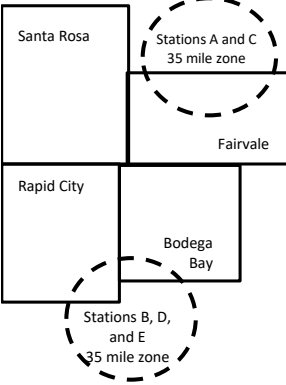 Santa Rosa
Stations A and C
35 mile zone
Fairvale
Rapid City
Bodega
Bay
Stations B, D,
and E
35 mile zone